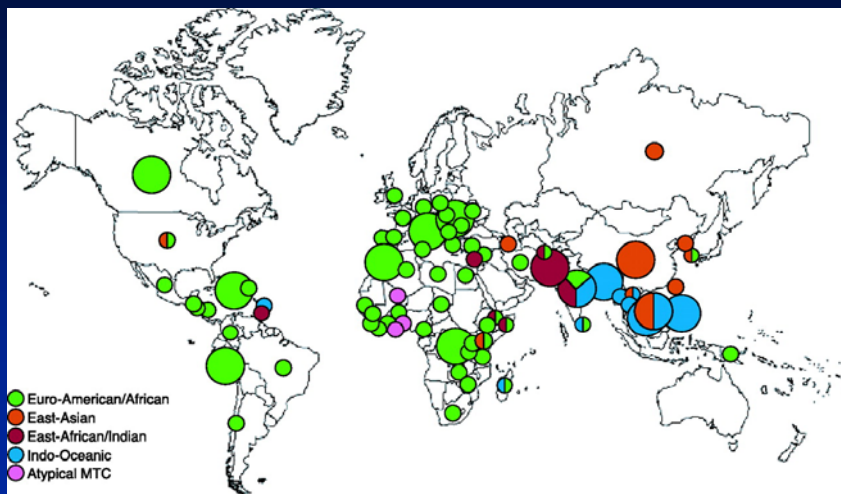 Euro-American/African
East-Asian
East-African/Indian
Indo-Oceanic
Atypical MTC